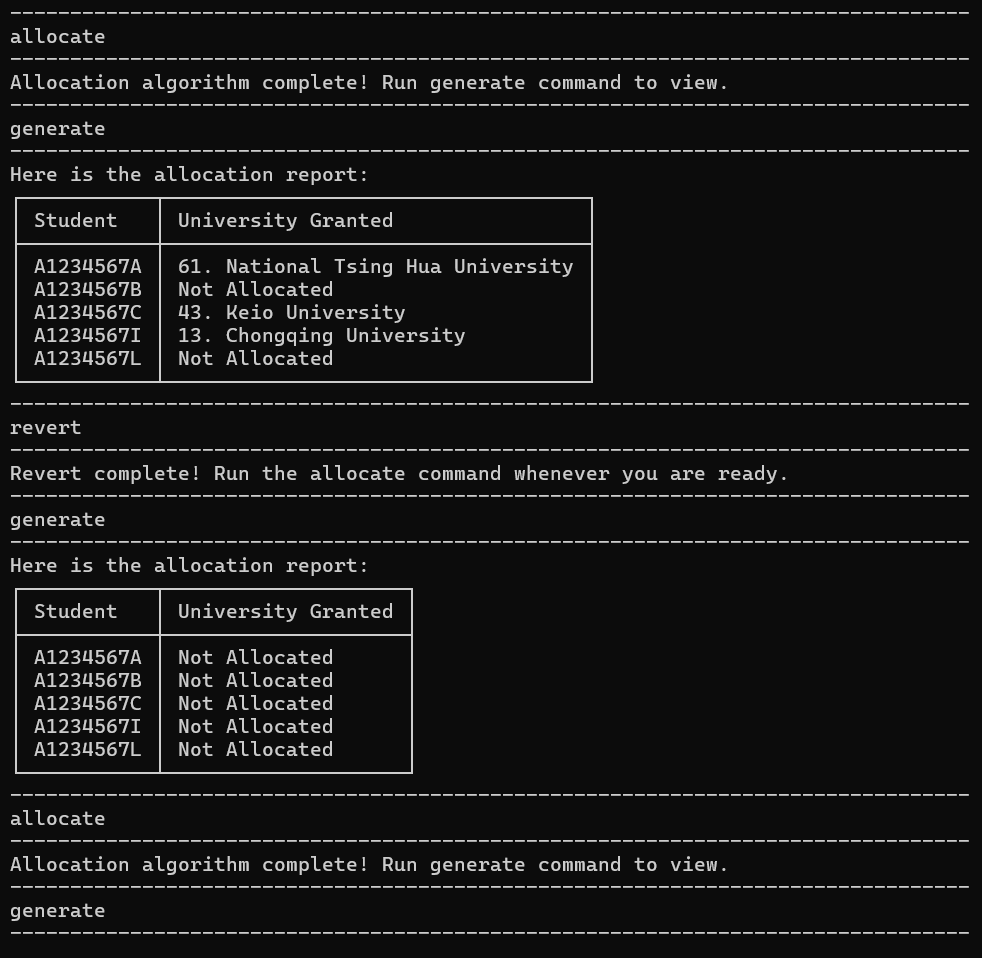 allocate
Allocation algorithm complete! Run generate command to view.
generate
Here is the allocation report:
Student University Granted
A1234567A 61. National Tsing Hua University
A1234567B Not Allocated
A1234567C 43. Keio University
A1234567I 13. Chongqing University
A1234567L Not Allocated
revert
Revert complete! Run the allocate command whenever you are ready.
generate
Here is the allocation report:
Student University Granted
A1234567A Not Allocated
A1234567B Not Allocated
A1234567C Not Allocated
A1234567I Not Allocated
A1234567L Not Allocated
allocate
Allocation algorithm complete! Run generate command to view.
generate